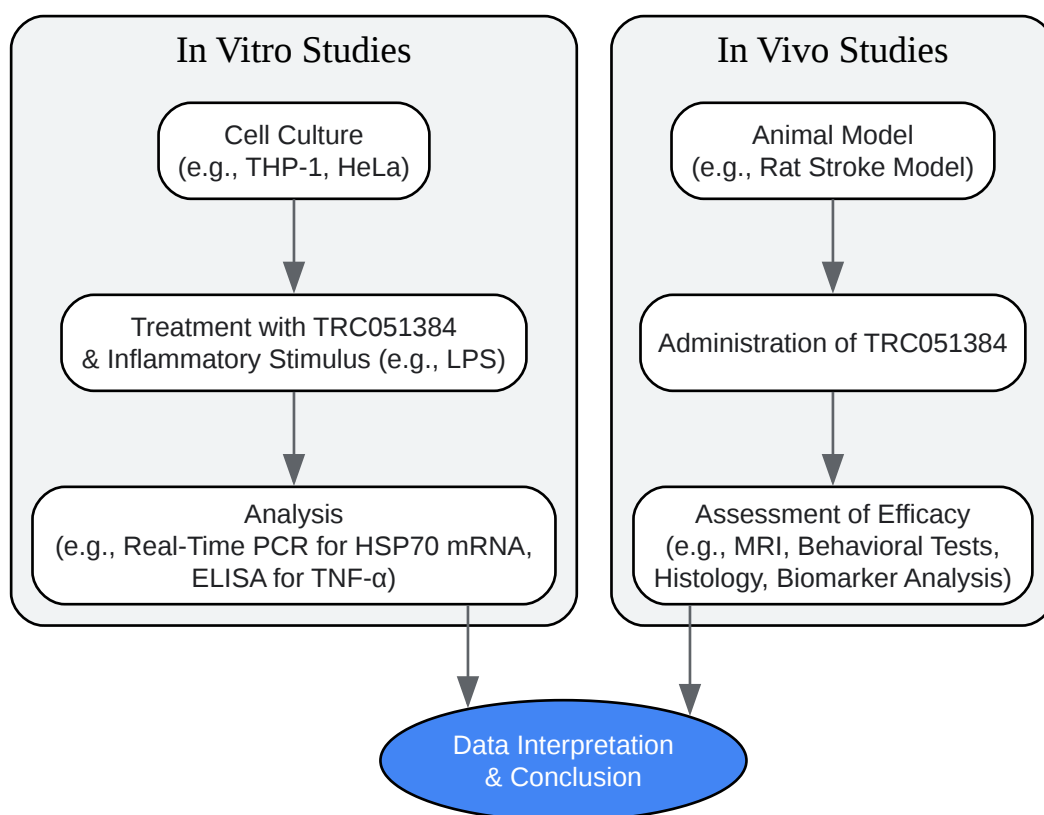 In Vitro Studies
Cell Culture
(e.g., THP-1, HeLa)
Treatment with TRC051384
& Inflammatory Stimulus (e.g., LPS)
Analysis
(e.g., Real-Time PCR for HSP70 mRNA,
ELISA for TNF-α)
In Vivo Studies
Animal Model
(e.g., Rat Stroke Model)
Administration of TRC051384
Assessment of Efficacy
(e.g., MRI, Behavioral Tests,
Histology, Biomarker Analysis)
Data Interpretation
& Conclusion